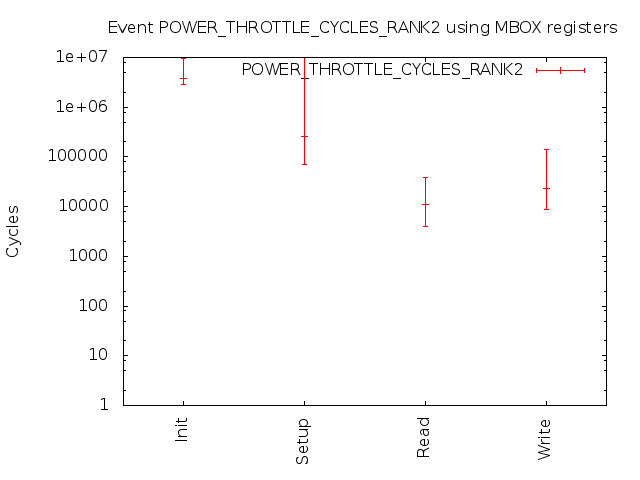 Event POWER_THROTTLE_CYCLES_RANK2 using MBOX registers
POWER_THROTTLE_CYCLES_RANK2
1e+07
1e+06
100000
10000
1000
100
10
1
Cycles
Init
Setup
Read
Write